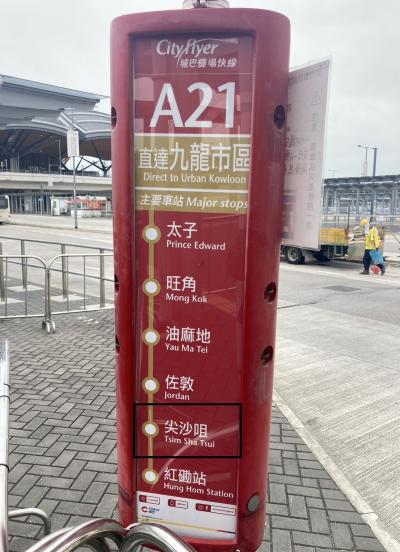 Cityflyer
城巴機場快線
A21
直達九龍市區
Direct to Urban Kowloon
主要車站 Major stops
太子
Prince Edward
旺角
Mong Kok
油麻地
Yau Ma Tei
佐敦
Jordan
尖沙咀
Tsim Sha Tsui
紅磡站
Hung Hom Station